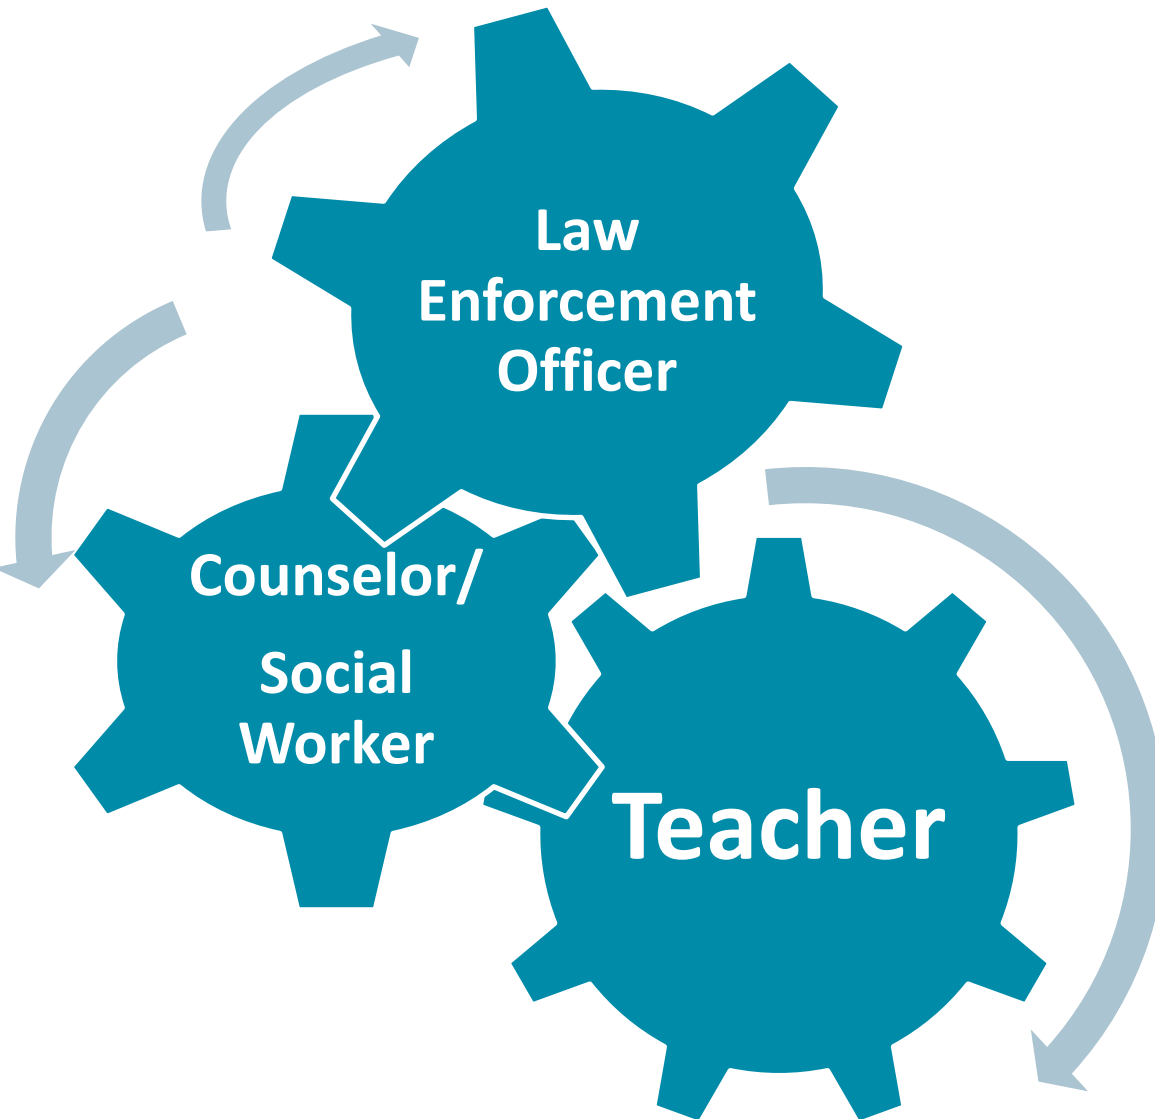 Law
Enforcement
Officer
Counselor/
Social
Worker
Teacher